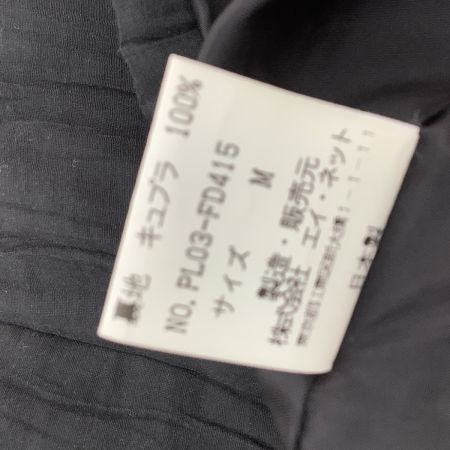 裏地 キュプラ 100%
NO. PL03-FD415
サイズ M
製造・販売元
株式会社 エイ・ネット
日本製